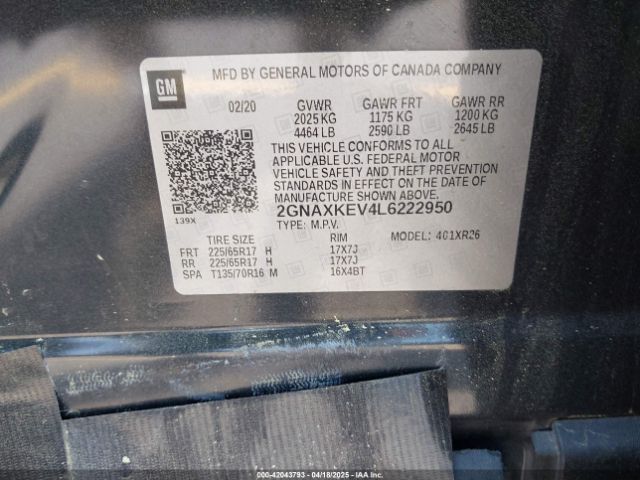 GM
MFD BY GENERAL MOTORS OF CANADA COMPANY
02/20 GVWR GAWR FRT GAWR RR
2025 KG 1175 KG 1200 KG
4464 LB 2590 LB 2645 LB
THIS VEHICLE CONFORMS TO ALL
APPLICABLE U.S. FEDERAL MOTOR
VEHICLE SAFETY AND THEFT PREVENTION
STANDARDS IN EFFECT ON THE DATE OF
MANUFACTURE SHOWN ABOVE.
2GNAXKEV4L6222950
139X
TYPE: M.P.V.
TIRE SIZE RIM MODEL: 4G1XR26
FRT 225/65R17 H 17X7J
RR 225/65R17 H 17X7J
SPA T135/70R16 M 16X4BT
000-42043793 - 04/18/2025 - IAAI.COM